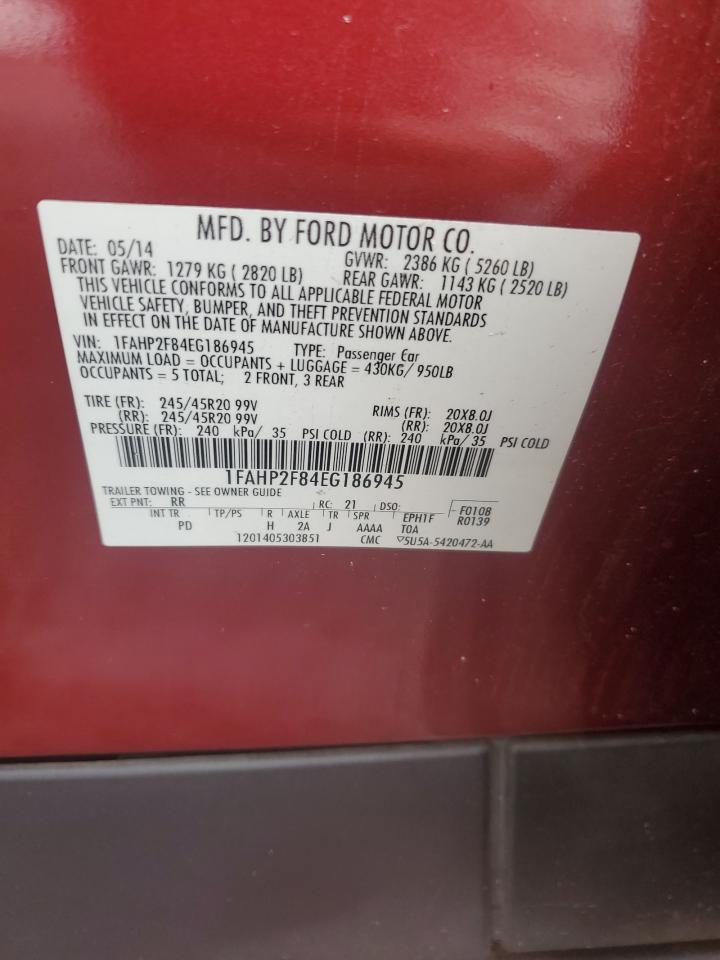 MFD. BY FORD MOTOR CO.
DATE: 05/14 GVWR: 2386 KG ( 5260 LB)
FRONT GAWR: 1279 KG ( 2820 LB) REAR GAWR: 1143 KG ( 2520 LB)
THIS VEHICLE CONFORMS TO ALL APPLICABLE FEDERAL MOTOR
VEHICLE SAFETY, BUMPER, AND THEFT PREVENTION STANDARDS
IN EFFECT ON THE DATE OF MANUFACTURE SHOWN ABOVE.
VIN: 1FAHP2F84EG186945 TYPE: Passenger Car
MAXIMUM LOAD = OCCUPANTS + LUGGAGE = 430KG/ 950LB
OCCUPANTS = 5 TOTAL; 2 FRONT, 3 REAR
TIRE (FR): 245/45R20 99V RIMS (FR): 20X8.0J
(RR): 245/45R20 99V (RR): 20X8.0J
PRESSURE (FR): 240 kPa/ 35 PSI COLD (RR): 240 kPa/ 35 PSI COLD
1FAHP2F84EG186945
TRAILER TOWING - SEE OWNER GUIDE
EXT PNT: RR RC: 21 DSO: F0108
INT TR TP/PS R AXLE TR SPR EPH1F R0139
PD H 2A J AAAA TOA
1201405303851 CMC ▽5U5A-5420472-AA